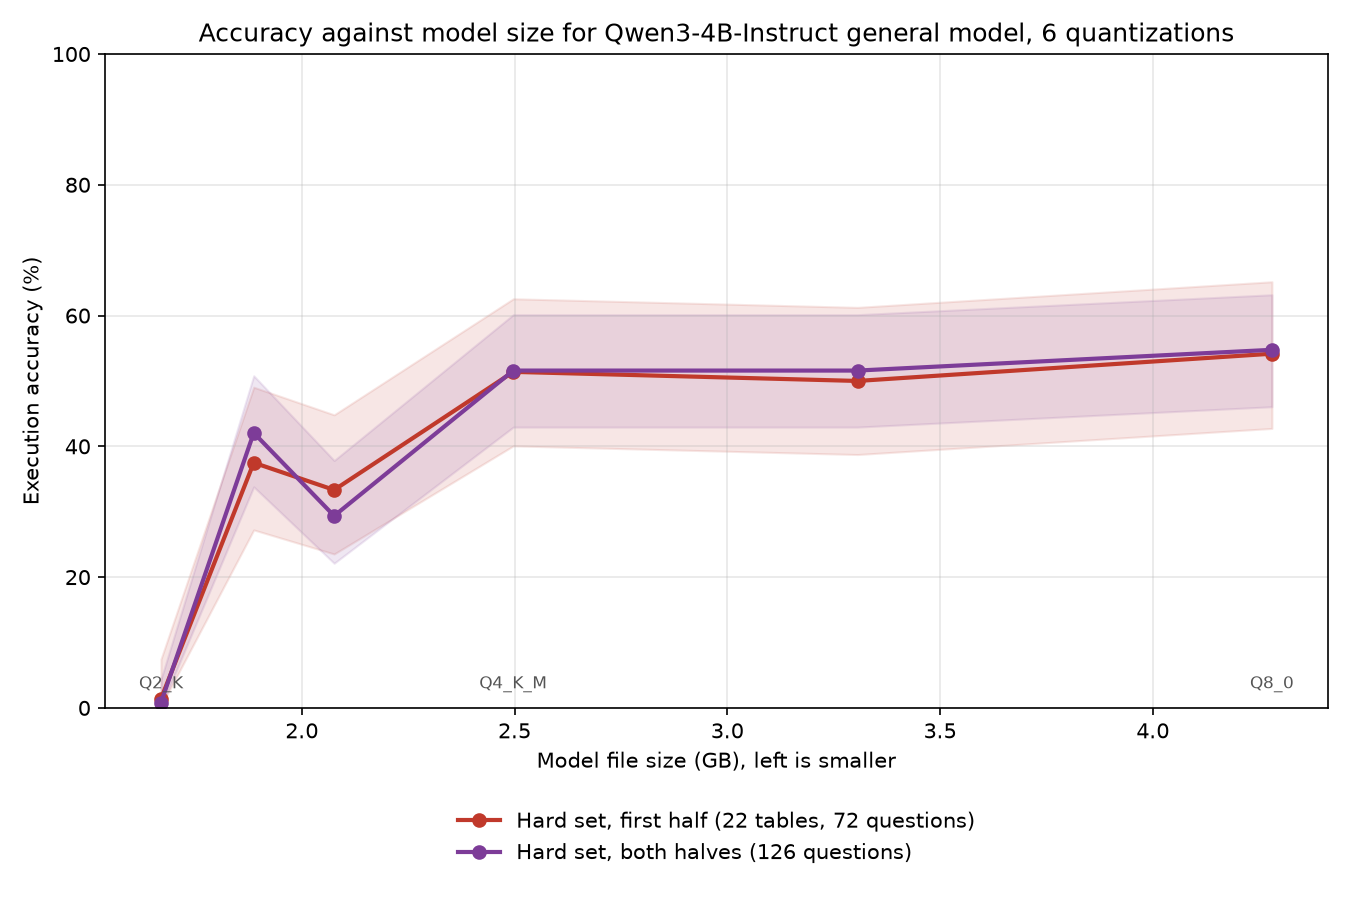 Accuracy against model size for Qwen3-4B-Instruct general model, 6 quantizations
100
80
60
40
20
0
Execution accuracy (%)
Q2_K
Q4_K_M
Q8_0
2.0
2.5
3.0
3.5
4.0
Model file size (GB), left is smaller
Hard set, first half (22 tables, 72 questions)
Hard set, both halves (126 questions)